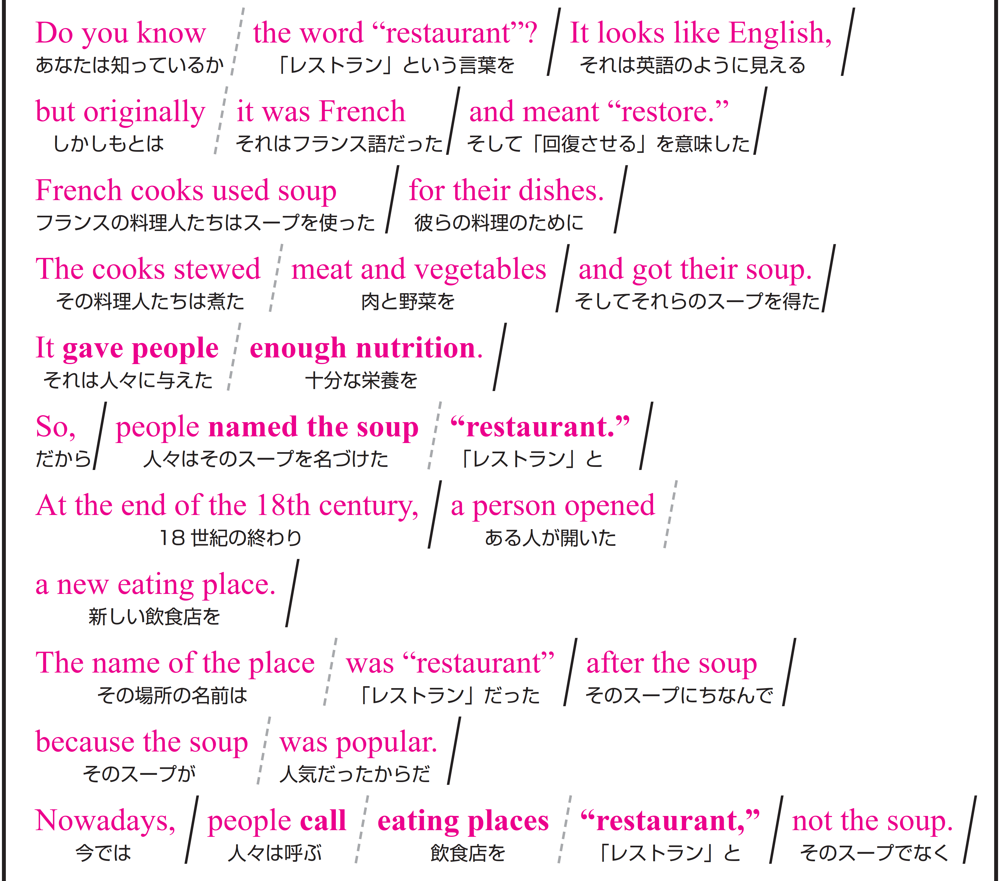 Do you know the word “restaurant”? It looks like English,
あなたは知っているか 「レストラン」という言葉を それは英語のように見える
but originally it was French and meant “restore.”
しかしもとは それはフランス語だった そして「回復させる」を意味した
French cooks used soup for their dishes.
フランスの料理人たちはスープを使った 彼らの料理のために
The cooks stewed meat and vegetables and got their soup.
その料理人たちは煮た 肉と野菜を そしてそれらのスープを得た
It gave people enough nutrition.
それは人々に与えた 十分な栄養を
So, people named the soup “restaurant.”
だから 人々はそのスープを名づけた 「レストラン」と
At the end of the 18th century, a person opened
18 世紀の終わり ある人が開いた
a new eating place.
新しい飲食店を
The name of the place was “restaurant” after the soup
その場所の名前は 「レストラン」だった そのスープにちなんで
because the soup was popular.
そのスープが 人気だったからだ
Nowadays, people call eating places “restaurant,” not the soup.
今では 人々は呼ぶ 飲食店を 「レストラン」と そのスープでなく